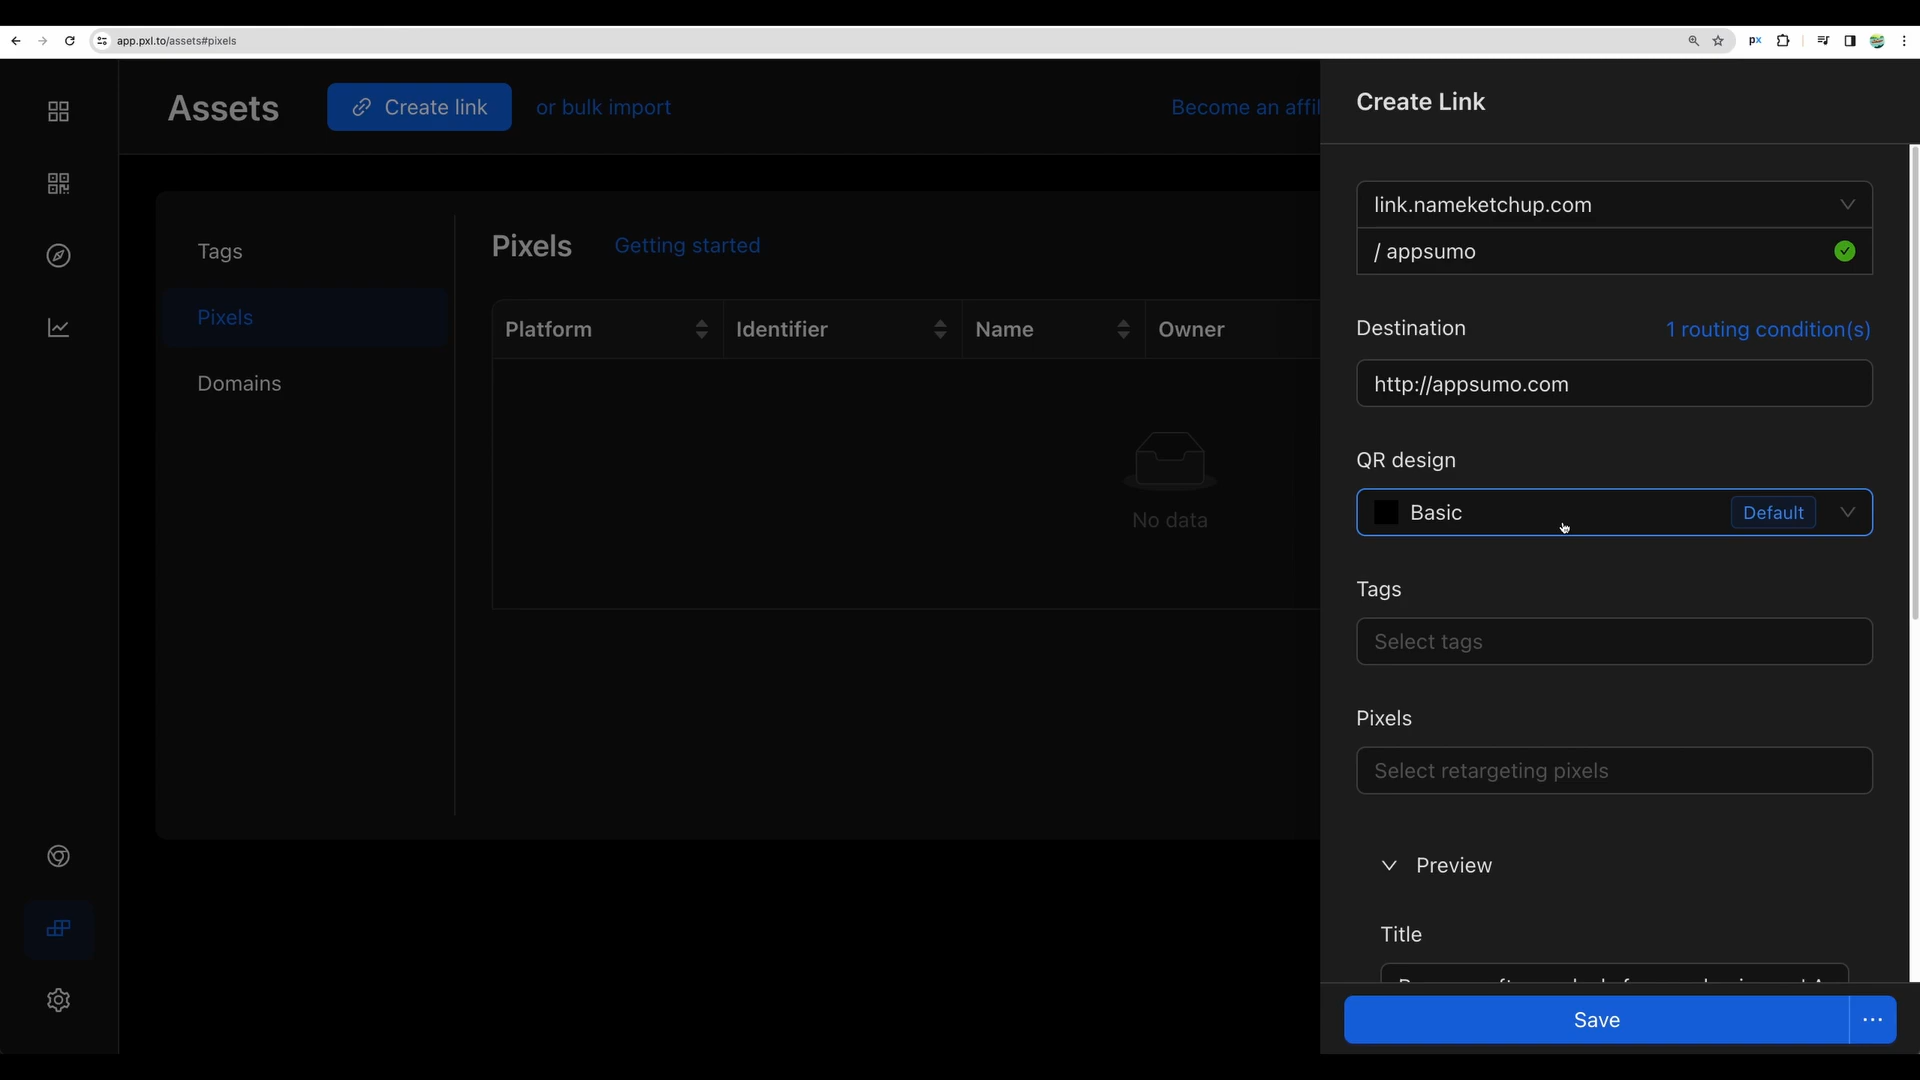 app.pxl.to/assets#pixels
px
Assets
Create link
or bulk import
Become an affil
Create Link
link.nameketchup.com
/ appsumo
Tags
Pixels
Domains
Pixels
Getting started
Platform
Identifier
Name
Owner
No data
Destination
1 routing condition(s)
http://appsumo.com
QR design
Basic
Default
Tags
Select tags
Pixels
Select retargeting pixels
Preview
Title
Save